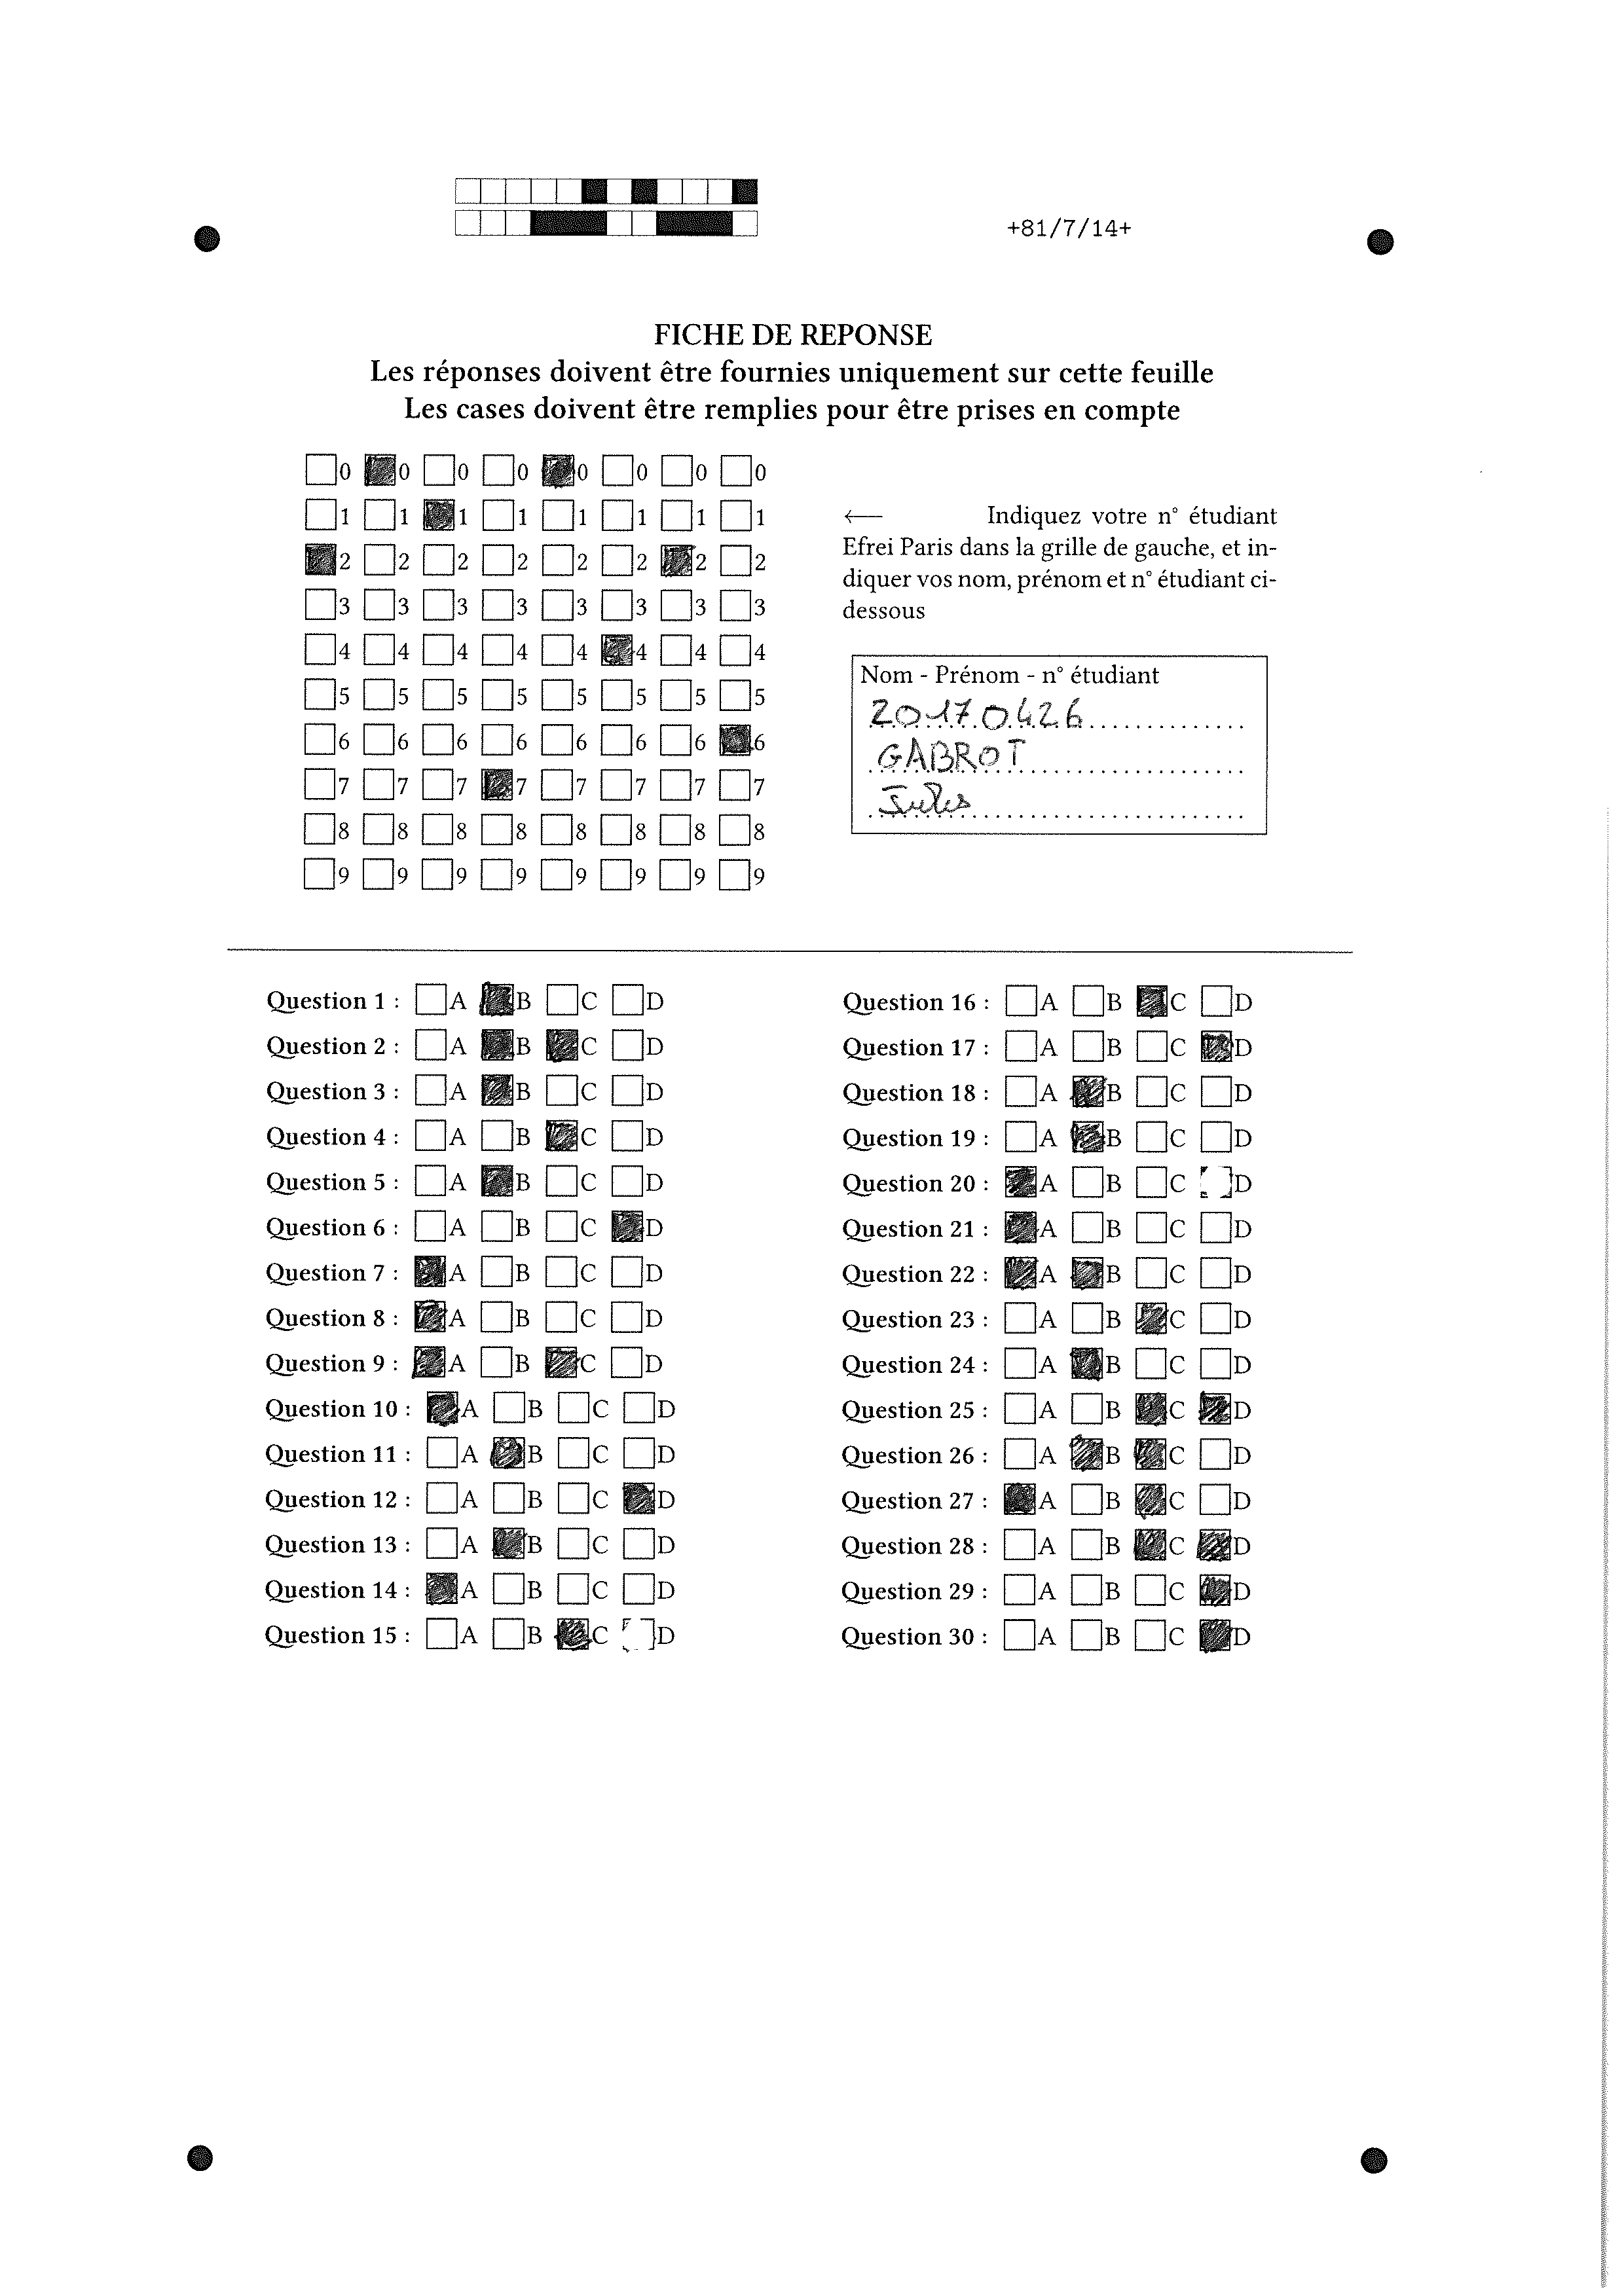 +81/7/14+
FICHE DE REPONSE
Les réponses doivent être fournies uniquement sur cette feuille
Les cases doivent être remplies pour être prises en compte
0 0 0 0 0 0 0 0
1 1 1 1 1 1 1 1
2 2 2 2 2 2 2 2
3 3 3 3 3 3 3 3
4 4 4 4 4 4 4 4
5 5 5 5 5 5 5 5
6 6 6 6 6 6 6 6
7 7 7 7 7 7 7 7
8 8 8 8 8 8 8 8
9 9 9 9 9 9 9 9
← Indiquez votre n° étudiant
Efrei Paris dans la grille de gauche, et in-
diquer vos nom, prénom et n° étudiant ci-
dessous
Nom - Prénom - n° étudiant
20170426
GABROT
Jules
Question 1 : A B C D
Question 2 : A B C D
Question 3 : A B C D
Question 4 : A B C D
Question 5 : A B C D
Question 6 : A B C D
Question 7 : A B C D
Question 8 : A B C D
Question 9 : A B C D
Question 10 : A B C D
Question 11 : A B C D
Question 12 : A B C D
Question 13 : A B C D
Question 14 : A B C D
Question 15 : A B C D
Question 16 : A B C D
Question 17 : A B C D
Question 18 : A B C D
Question 19 : A B C D
Question 20 : A B C D
Question 21 : A B C D
Question 22 : A B C D
Question 23 : A B C D
Question 24 : A B C D
Question 25 : A B C D
Question 26 : A B C D
Question 27 : A B C D
Question 28 : A B C D
Question 29 : A B C D
Question 30 : A B C D